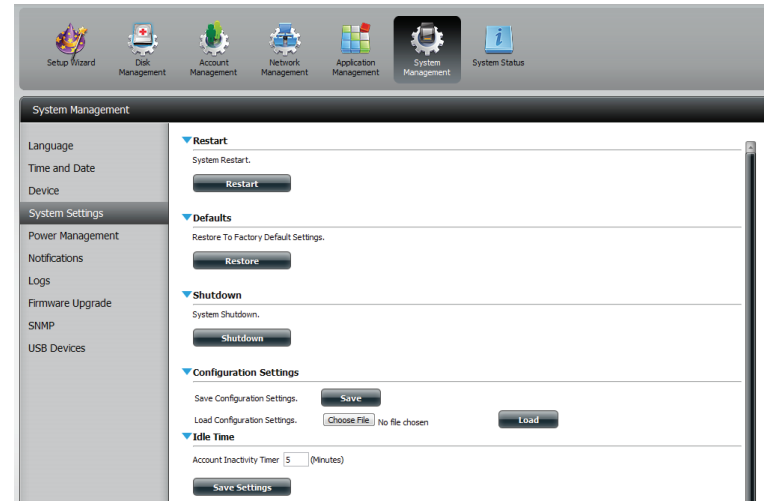 Setup Wizard
Disk
Management
Account
Management
Network
Management
Application
Management
System
Management
System Status
System Management
Language
Time and Date
Device
System Settings
Power Management
Notifications
Logs
Firmware Upgrade
SNMP
USB Devices
Restart
System Restart.
Restart
Defaults
Restore To Factory Default Settings.
Restore
Shutdown
System Shutdown.
Shutdown
Configuration Settings
Save Configuration Settings. Save
Load Configuration Settings. Choose File No file chosen Load
Idle Time
Account Inactivity Timer 5 (Minutes)
Save Settings